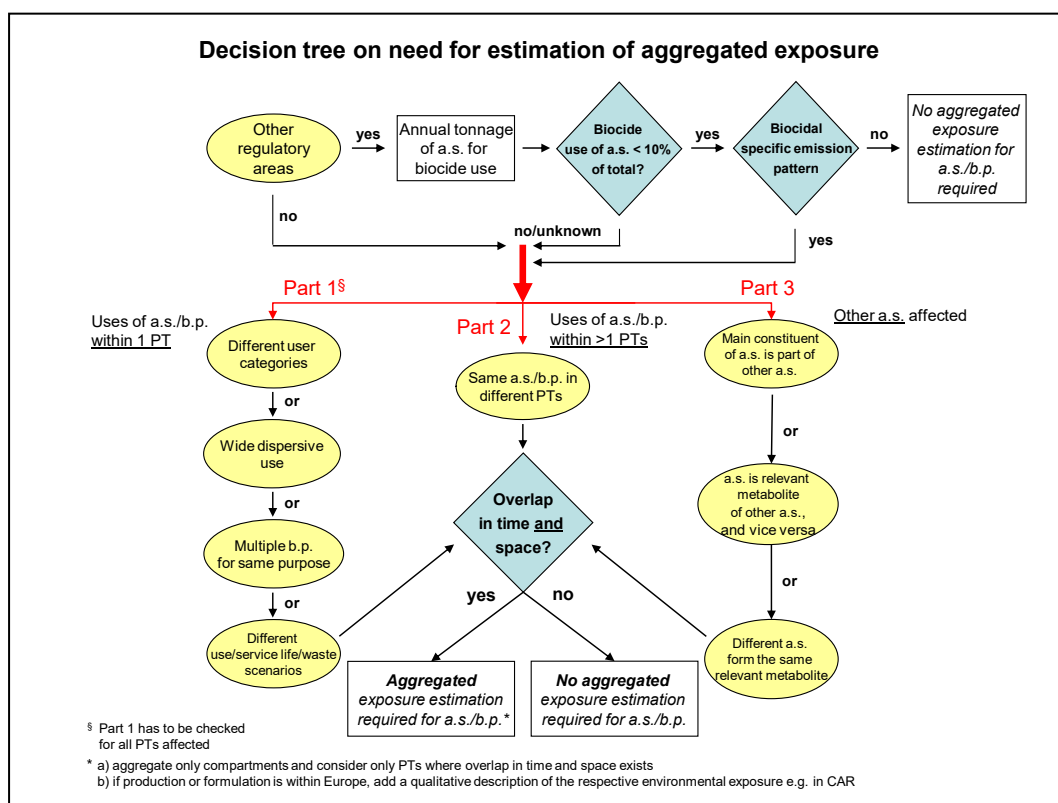 Decision tree on need for estimation of aggregated exposure
Other
regulatory
areas
yes
Annual tonnage
of a.s. for
biocide use
Biocide
use of a.s. < 10%
of total?
yes
Biocidal
specific emission
pattern
no
No aggregated
exposure
estimation for
a.s./b.p.
required
no
no/unknown
yes
Part 1§
Part 2
Part 3
Uses of a.s./b.p.
within 1 PT
Uses of a.s./b.p.
within >1 PTs
Other a.s. affected
Different user
categories
or
Wide dispersive
use
or
Multiple b.p.
for same purpose
or
Different
use/service life/waste
scenarios
Same a.s./b.p. in
different PTs
Overlap
in time and
space?
yes
no
Main constituent
of a.s. is part of
other a.s.
or
a.s. is relevant
metabolite
of other a.s.,
and vice versa
or
Different a.s.
form the same
relevant metabolite
Aggregated
exposure estimation
required for a.s./b.p.*
No aggregated
exposure estimation
required for a.s./b.p.
§ Part 1 has to be checked
for all PTs affected
* a) aggregate only compartments and consider only PTs where overlap in time and space exists
b) if production or formulation is within Europe, add a qualitative description of the respective environmental exposure e.g. in CAR